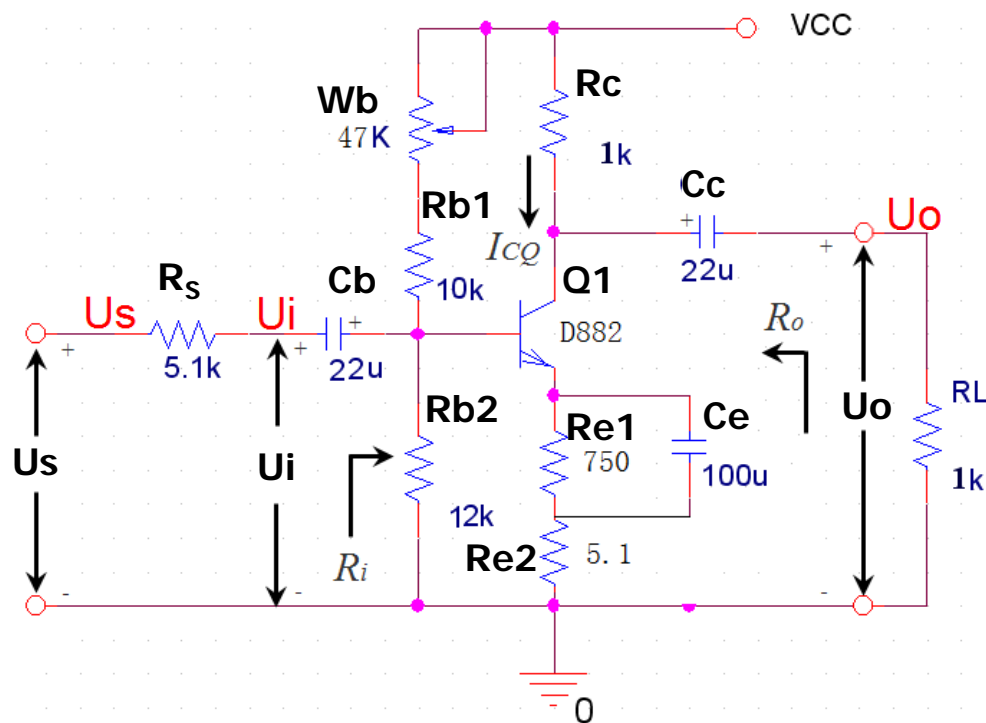 VCC
Wb
47K
Rc
1k
Rb1
10k
ICQ
Cc
22u
Uo
Rs
5.1k
Us
Ui
Cb
22u
Q1
D882
Ro
+
+
+
+
+
Rb2
12k
Re1
750
Ce
100u
Uo
RL
1k
Us
Ui
Ri
Re2
5.1
-
-
-
0